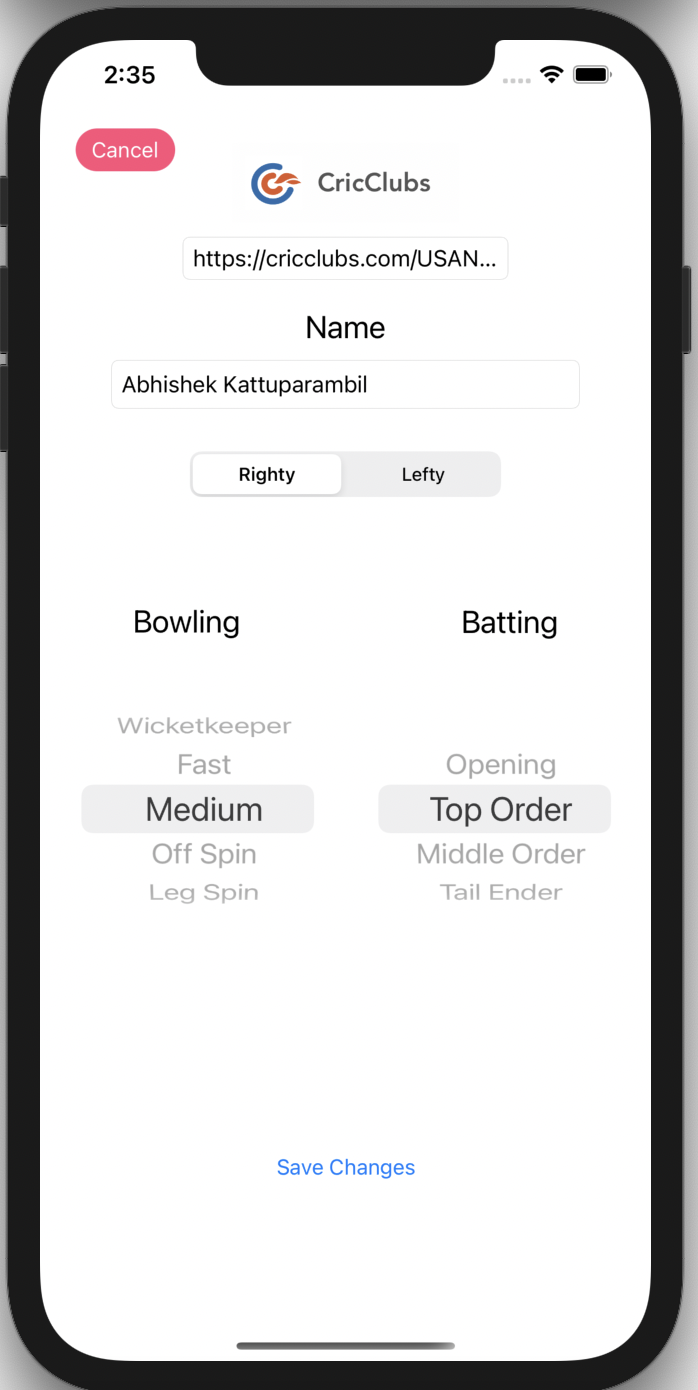 2:35
Cancel
CricClubs
https://cricclubs.com/USAN...
Name
Abhishek Kattuparambil
Righty Lefty
Bowling Batting
Wicketkeeper
Fast Opening
Medium Top Order
Off Spin Middle Order
Leg Spin Tail Ender
Save Changes